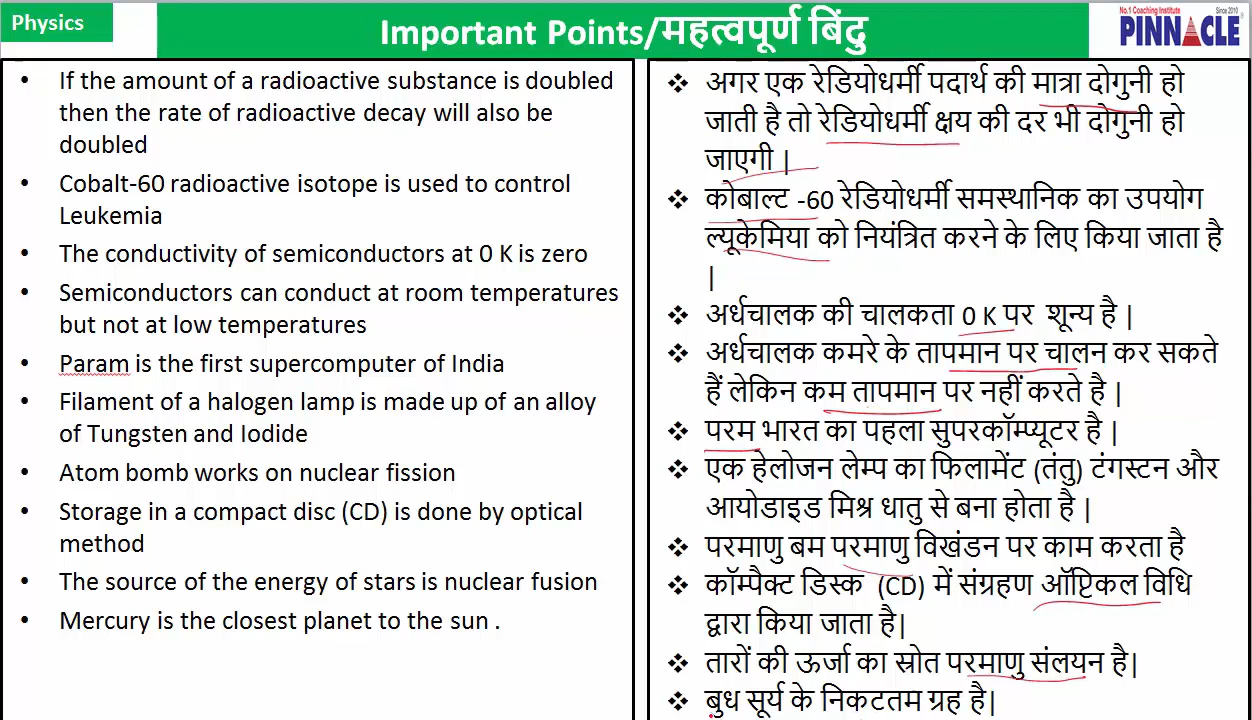 Physics
Important Points/महत्वपूर्ण बिंदु
No.1 Coaching Institute
Since 2010
PINNACLE
• If the amount of a radioactive substance is doubled
then the rate of radioactive decay will also be
doubled
• Cobalt-60 radioactive isotope is used to control
Leukemia
• The conductivity of semiconductors at 0 K is zero
• Semiconductors can conduct at room temperatures
but not at low temperatures
• Param is the first supercomputer of India
• Filament of a halogen lamp is made up of an alloy
of Tungsten and Iodide
• Atom bomb works on nuclear fission
• Storage in a compact disc (CD) is done by optical
method
• The source of the energy of stars is nuclear fusion
• Mercury is the closest planet to the sun .
❖ अगर एक रेडियोधर्मी पदार्थ की मात्रा दोगुनी हो
जाती है तो रेडियोधर्मी क्षय की दर भी दोगुनी हो
जाएगी |
❖ कोबाल्ट -60 रेडियोधर्मी समस्थानिक का उपयोग
ल्यूकेमिया को नियंत्रित करने के लिए किया जाता है
|
❖ अर्धचालक की चालकता 0 K पर शून्य है |
❖ अर्धचालक कमरे के तापमान पर चालन कर सकते
हैं लेकिन कम तापमान पर नहीं करते है |
❖ परम भारत का पहला सुपरकॉम्प्यूटर है |
❖ एक हेलोजन लेम्प का फिलामेंट (तंतु) टंगस्टन और
आयोडाइड मिश्र धातु से बना होता है |
❖ परमाणु बम परमाणु विखंडन पर काम करता है
❖ कॉम्पैक्ट डिस्क (CD) में संग्रहण ऑप्टिकल विधि
द्वारा किया जाता है|
❖ तारों की ऊर्जा का स्रोत परमाणु संलयन है|
❖ बुध सूर्य के निकटतम ग्रह है|